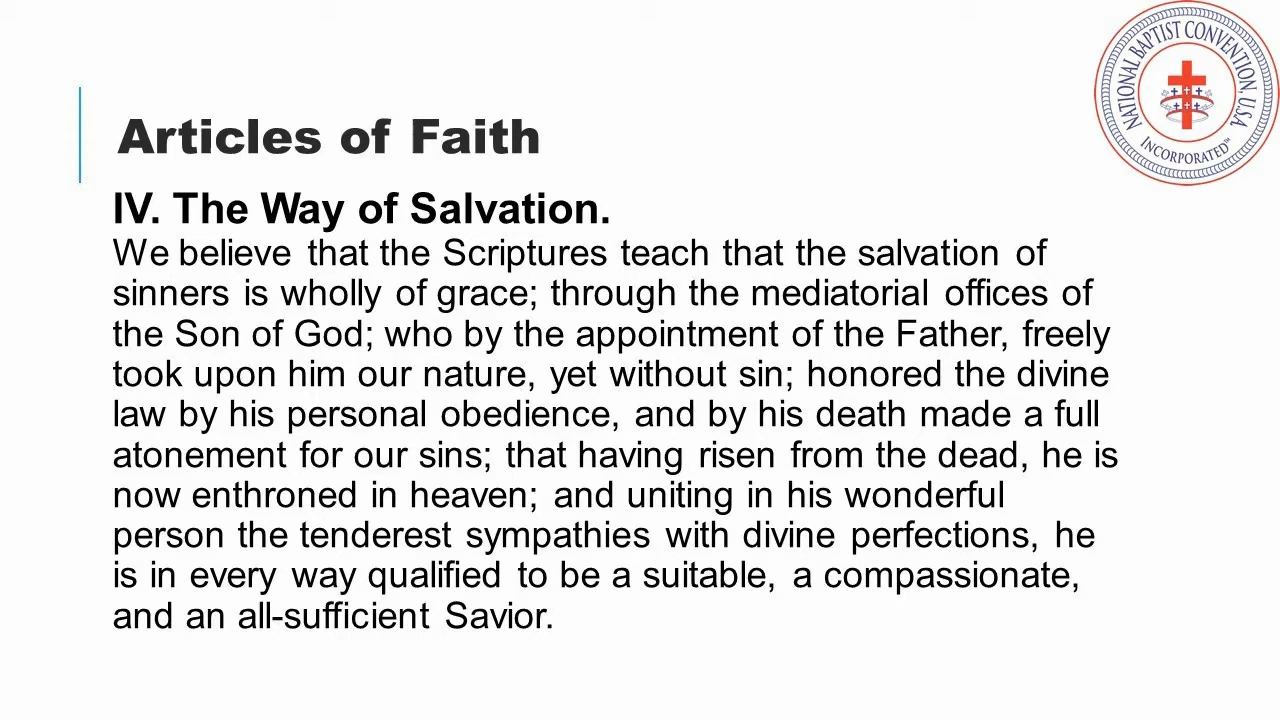 NATIONAL BAPTIST CONVENTION, USA
INCORPORATED™
Articles of Faith
IV. The Way of Salvation.
We believe that the Scriptures teach that the salvation of
sinners is wholly of grace; through the mediatorial offices of
the Son of God; who by the appointment of the Father, freely
took upon him our nature, yet without sin; honored the divine
law by his personal obedience, and by his death made a full
atonement for our sins; that having risen from the dead, he is
now enthroned in heaven; and uniting in his wonderful
person the tenderest sympathies with divine perfections, he
is in every way qualified to be a suitable, a compassionate,
and an all-sufficient Savior.